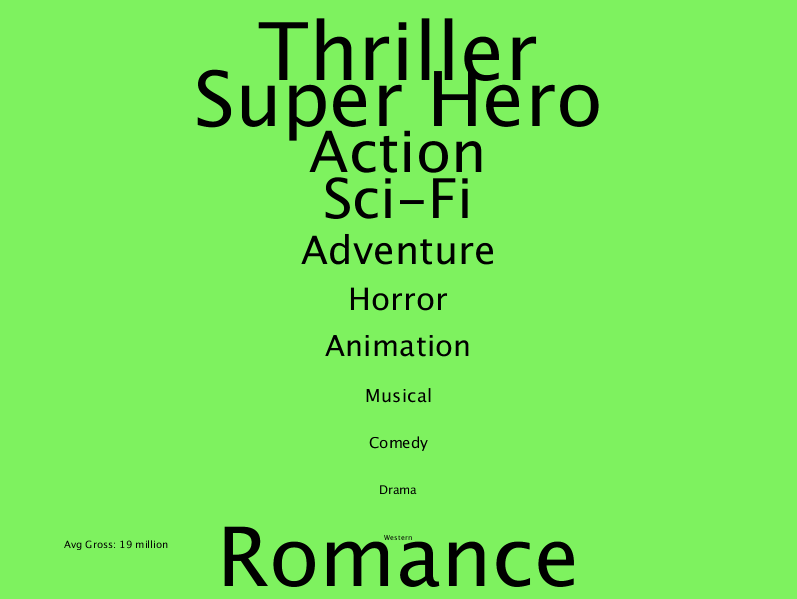 Thriller
Super Hero
Action
Sci-Fi
Adventure
Horror
Animation
Musical
Comedy
Drama
Western
Avg Gross: 19 million
Romance